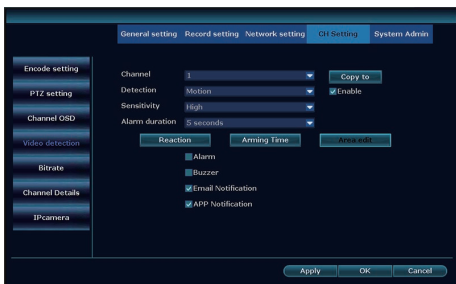 General setting Record setting Network setting CH Setting System Admin
Encode setting
PTZ setting
Channel OSD
Video detection
Bitrate
Channel Details
IPcamera
Channel 1 Copy to
Detection Motion Enable
Sensitivity High
Alarm duration 5 seconds
Reaction Arming Time Area edit
Alarm
Buzzer
Email Notification
APP Notification
Apply OK Cancel